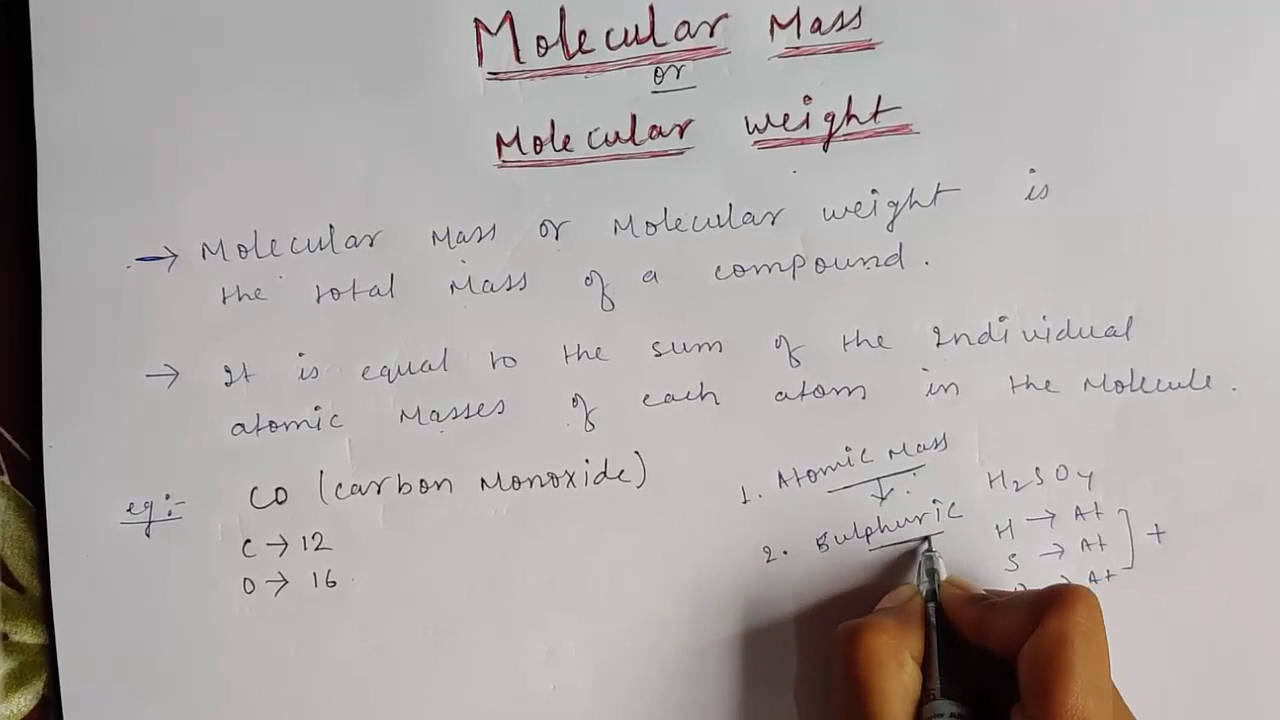 Molecular Mass
or
Molecular weight
→ Molecular Mass or Molecular weight is
the total Mass of a compound.
→ It is equal to the sum of the Individual
atomic Masses of each atom in the Molecule.
eg:- CO (carbon Monoxide)
C → 12
O → 16
1. Atomic Mass
↓
2. Sulphuric
H₂SO₄
H → At
S → At
→ At
+